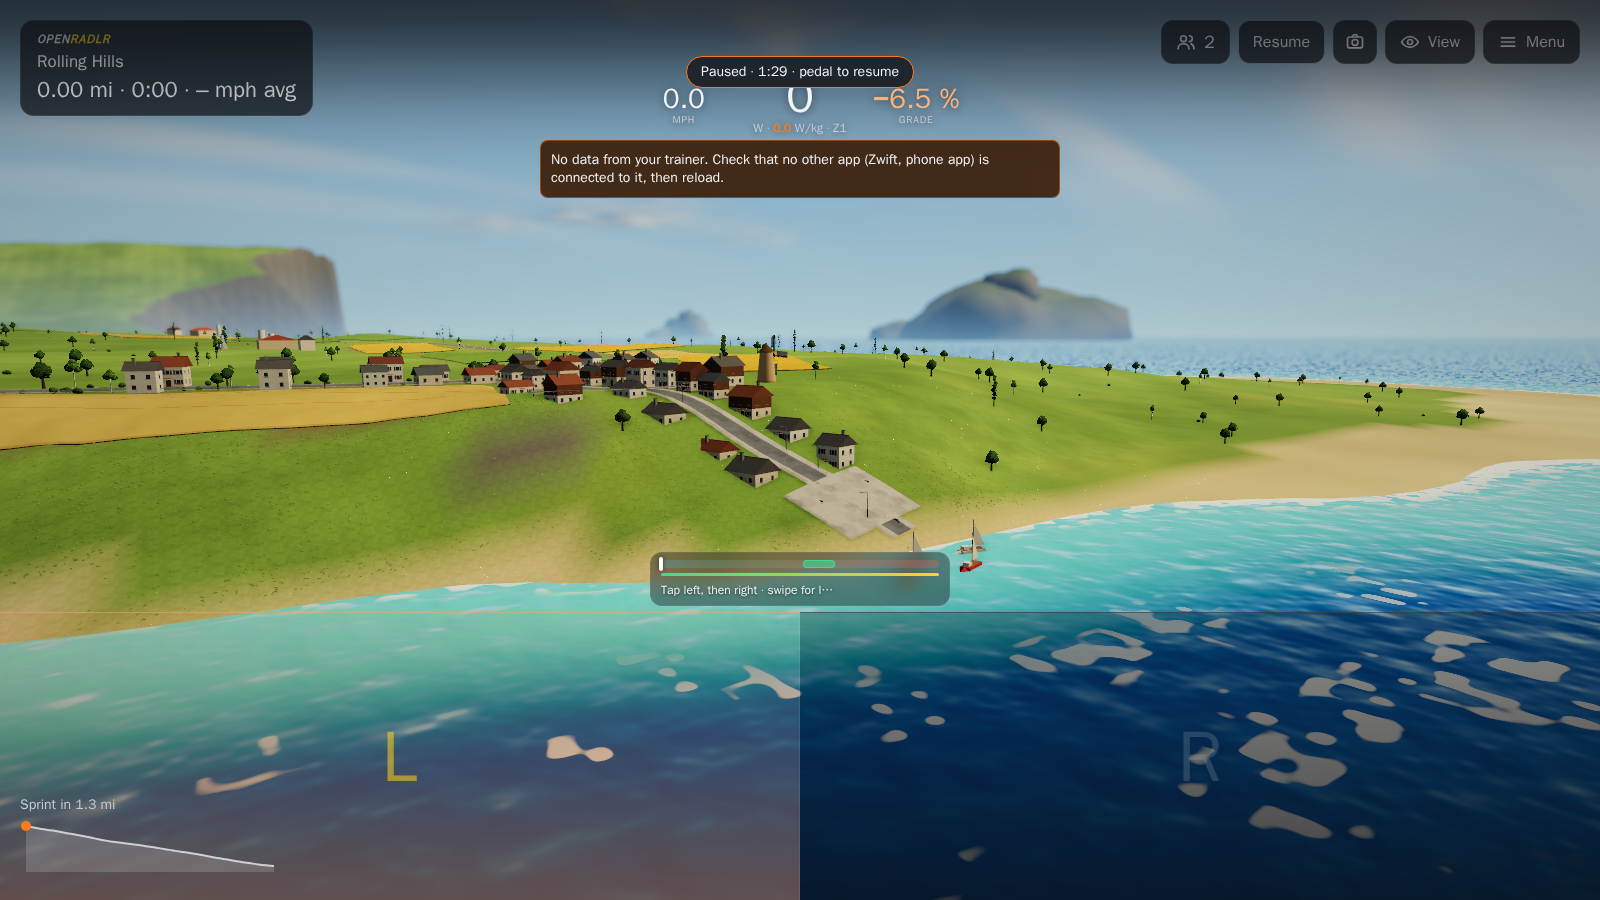 OPENRADLR
Rolling Hills
0.00 mi · 0:00 · – mph avg
Paused · 1:29 · pedal to resume
0.0
MPH
0
W · 0.0 W/kg · Z1
−6.5 %
GRADE
2
Resume
View
Menu
No data from your trainer. Check that no other app (Zwift, phone app) is
connected to it, then reload.
Tap left, then right · swipe for l…
L
R
Sprint in 1.3 mi